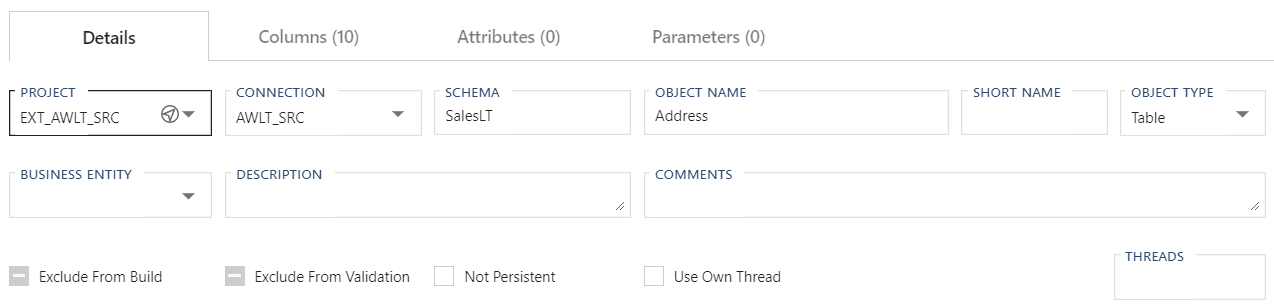 Details Columns (10) Attributes (0) Parameters (0)
PROJECT CONNECTION SCHEMA OBJECT NAME SHORT NAME OBJECT TYPE
EXT_AWLT_SRC AWLT_SRC SalesLT Address Table
BUSINESS ENTITY DESCRIPTION COMMENTS
THREADS
Exclude From Build Exclude From Validation Not Persistent Use Own Thread